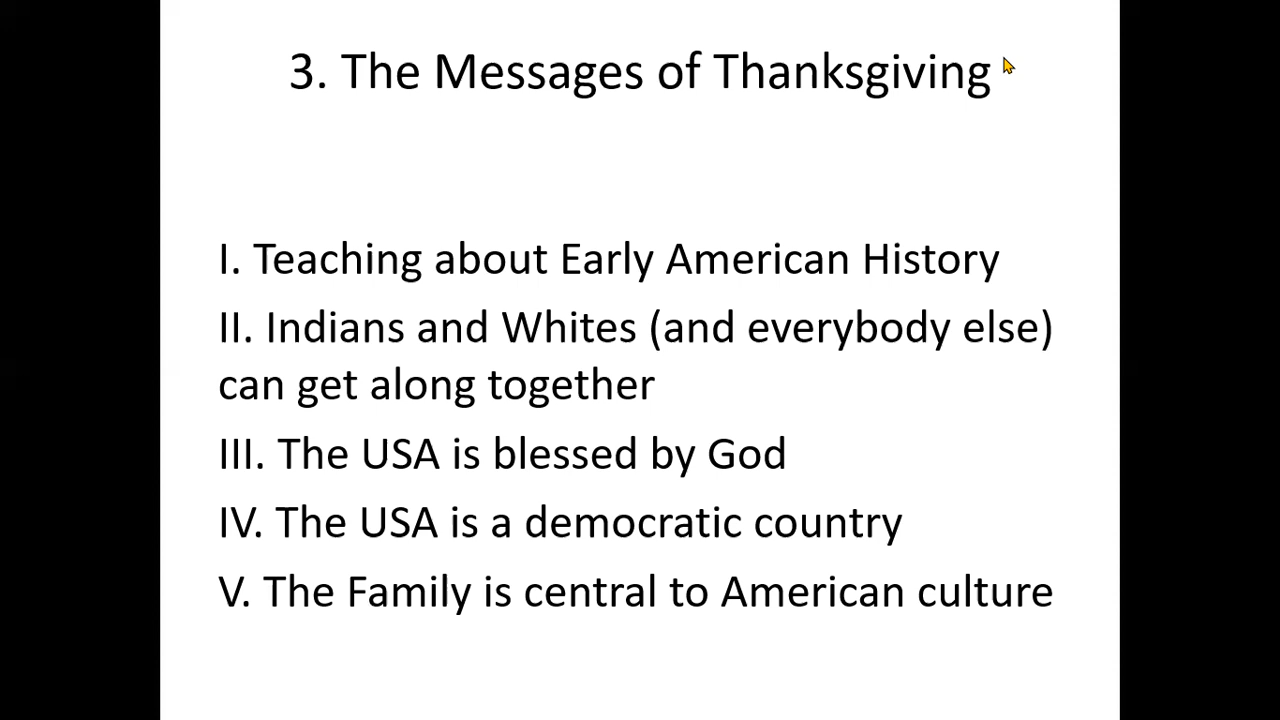 3. The Messages of Thanksgiving
I. Teaching about Early American History
II. Indians and Whites (and everybody else)
can get along together
III. The USA is blessed by God
IV. The USA is a democratic country
V. The Family is central to American culture